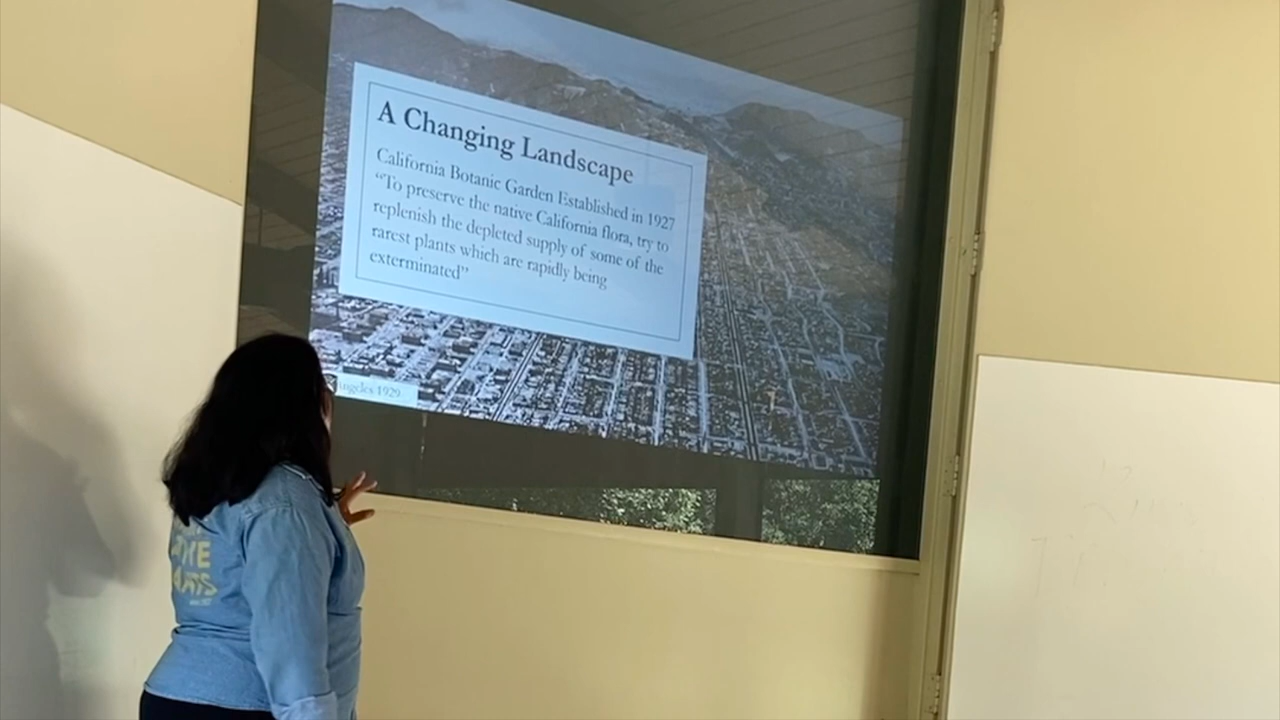 A Changing Landscape
California Botanic Garden Established in 1927
“To preserve the native California flora, try to
replenish the depleted supply of some of the
rarest plants which are rapidly being
exterminated”
1929